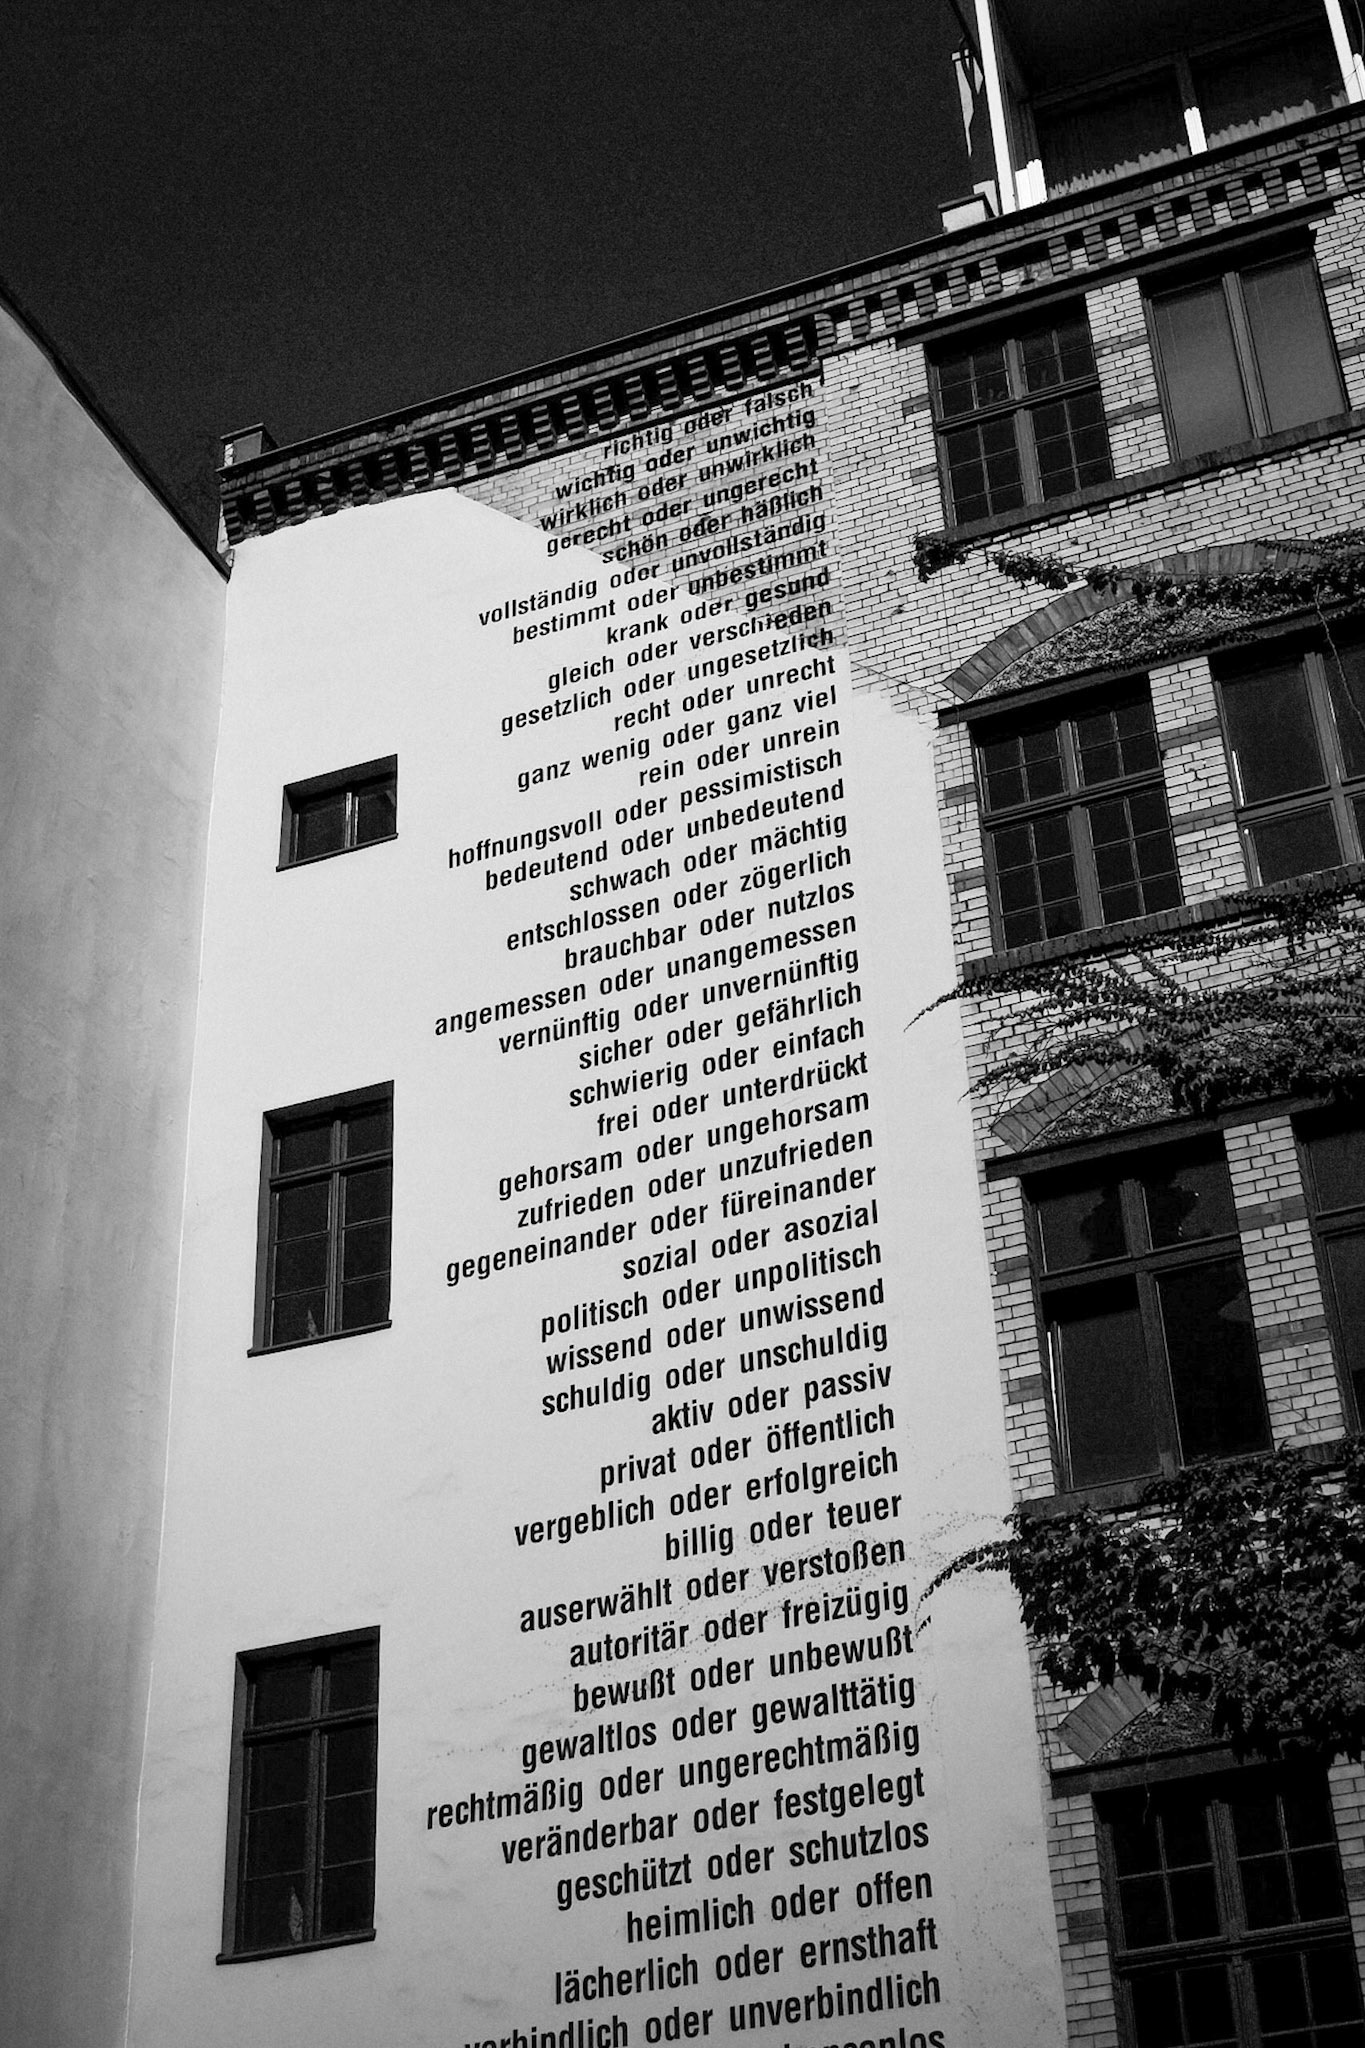 richtig oder falsch
wichtig oder unwichtig
wirklich oder unwirklich
gerecht oder ungerecht
schön oder häßlich
vollständig oder unvollständig
bestimmt oder unbestimmt
krank oder gesund
gleich oder verschieden
gesetzlich oder ungesetzlich
recht oder unrecht
ganz wenig oder ganz viel
rein oder unrein
hoffnungsvoll oder pessimistisch
bedeutend oder unbedeutend
schwach oder mächtig
entschlossen oder zögerlich
brauchbar oder nutzlos
angemessen oder unangemessen
vernünftig oder unvernünftig
sicher oder gefährlich
schwierig oder einfach
frei oder unterdrückt
gehorsam oder ungehorsam
zufrieden oder unzufrieden
gegeneinander oder füreinander
sozial oder asozial
politisch oder unpolitisch
wissend oder unwissend
schuldig oder unschuldig
aktiv oder passiv
privat oder öffentlich
vergeblich oder erfolgreich
billig oder teuer
auserwählt oder verstoßen
autoritär oder freizügig
bewußt oder unbewußt
gewaltlos oder gewalttätig
rechtmäßig oder ungerechtmäßig
veränderbar oder festgelegt
geschützt oder schutzlos
heimlich oder offen
lächerlich oder ernsthaft
verbindlich oder unverbindlich